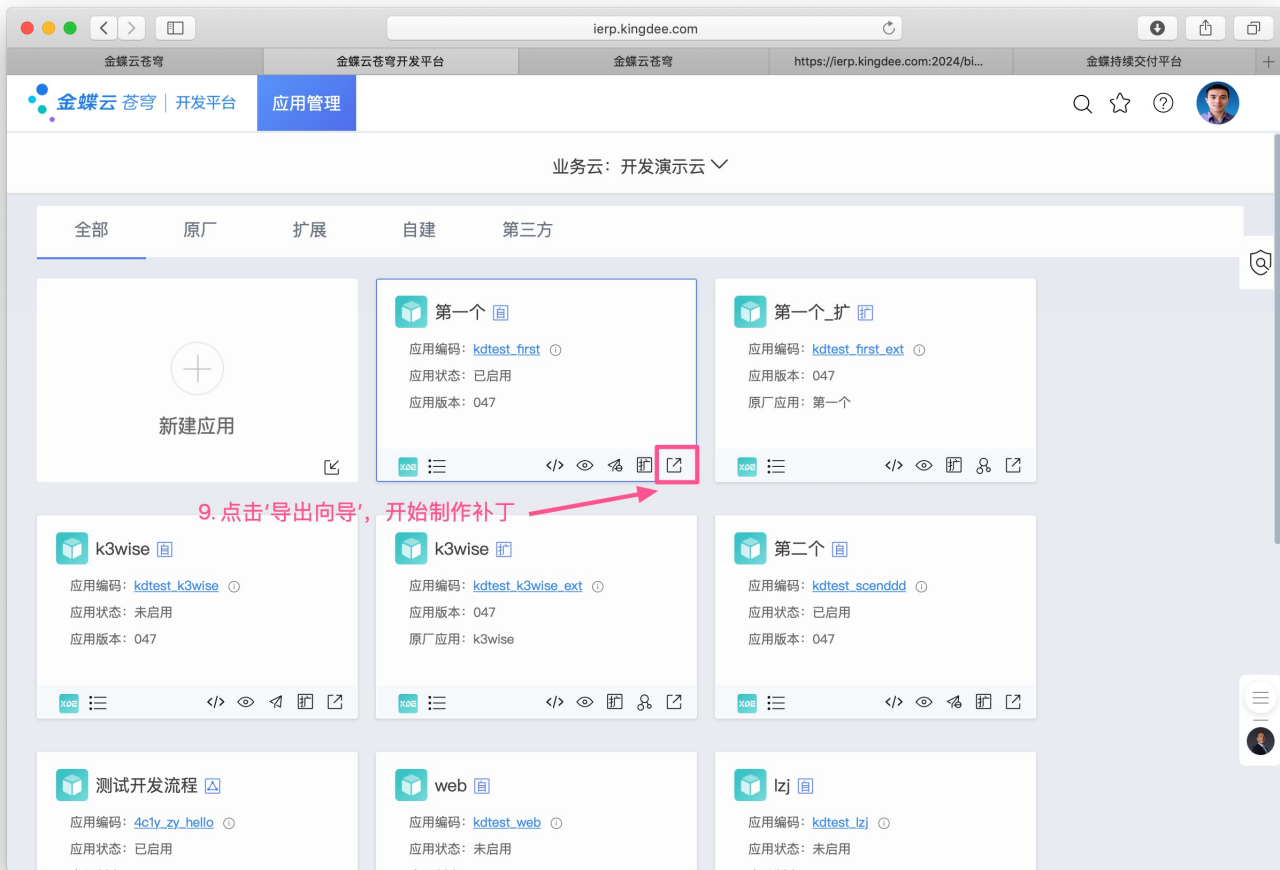 ierp.kingdee.com
金蝶云苍穹
金蝶云苍穹开发平台
金蝶云苍穹
https://ierp.kingdee.com:2024/bi...
金蝶持续交付平台
金蝶云 苍穹 | 开发平台
应用管理
业务云：开发演示云
全部
原厂
扩展
自建
第三方
新建应用
第一个 自
应用编码：kdtest_first
应用状态：已启用
应用版本：047
XOE
扩
第一个_扩 扩
应用编码：kdtest_first_ext
应用版本：047
原厂应用：第一个
XOE
扩
9. 点击‘导出向导’，开始制作补丁
k3wise 自
应用编码：kdtest_k3wise
应用状态：未启用
应用版本：047
XOE
扩
k3wise 扩
应用编码：kdtest_k3wise_ext
应用版本：047
原厂应用：k3wise
XOE
扩
第二个 自
应用编码：kdtest_scenddd
应用状态：已启用
应用版本：047
XOE
扩
测试开发流程
应用编码：4c1y_zy_hello
应用状态：已启用
web 自
应用编码：kdtest_web
应用状态：未启用
lzj 自
应用编码：kdtest_lzj
应用状态：未启用